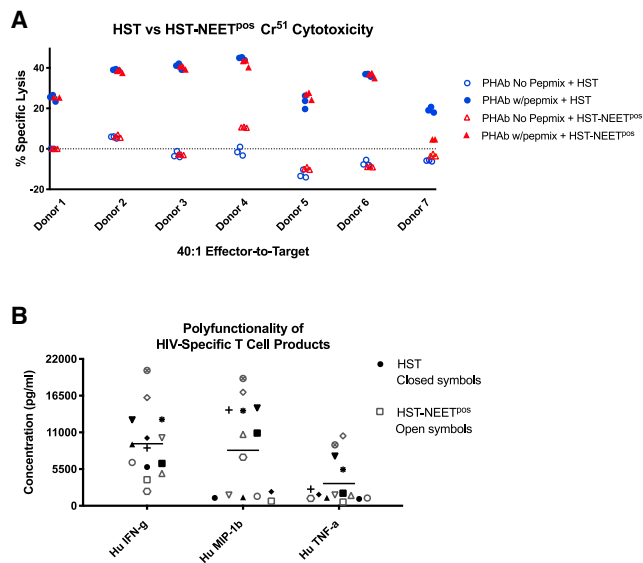 A
HST vs HST-NEETpos Cr51 Cytotoxicity
% Specific Lysis
40
20
0
-20
Donor 1
Donor 2
Donor 3
Donor 4
Donor 5
Donor 6
Donor 7
40:1 Effector-to-Target
PHAb No Pepmix + HST
PHAb w/pepmix + HST
PHAb No Pepmix + HST-NEETpos
PHAb w/pepmix + HST-NEETpos
B
Polyfunctionality of
HIV-Specific T Cell Products
Concentration (pg/ml)
22000
16500
11000
5500
0
Hu IFN-g
Hu MIP-1b
Hu TNF-a
HST
Closed symbols
HST-NEETpos
Open symbols